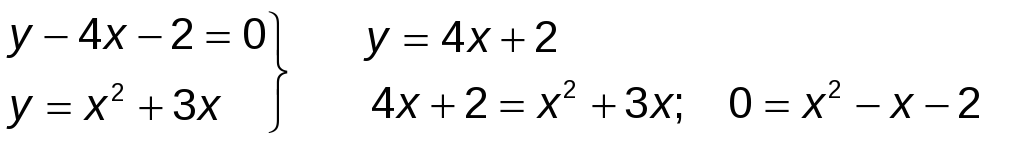 y − 4x − 2 = 0
y = x² + 3x
y = 4x + 2
4x + 2 = x² + 3x; 0 = x² − x − 2